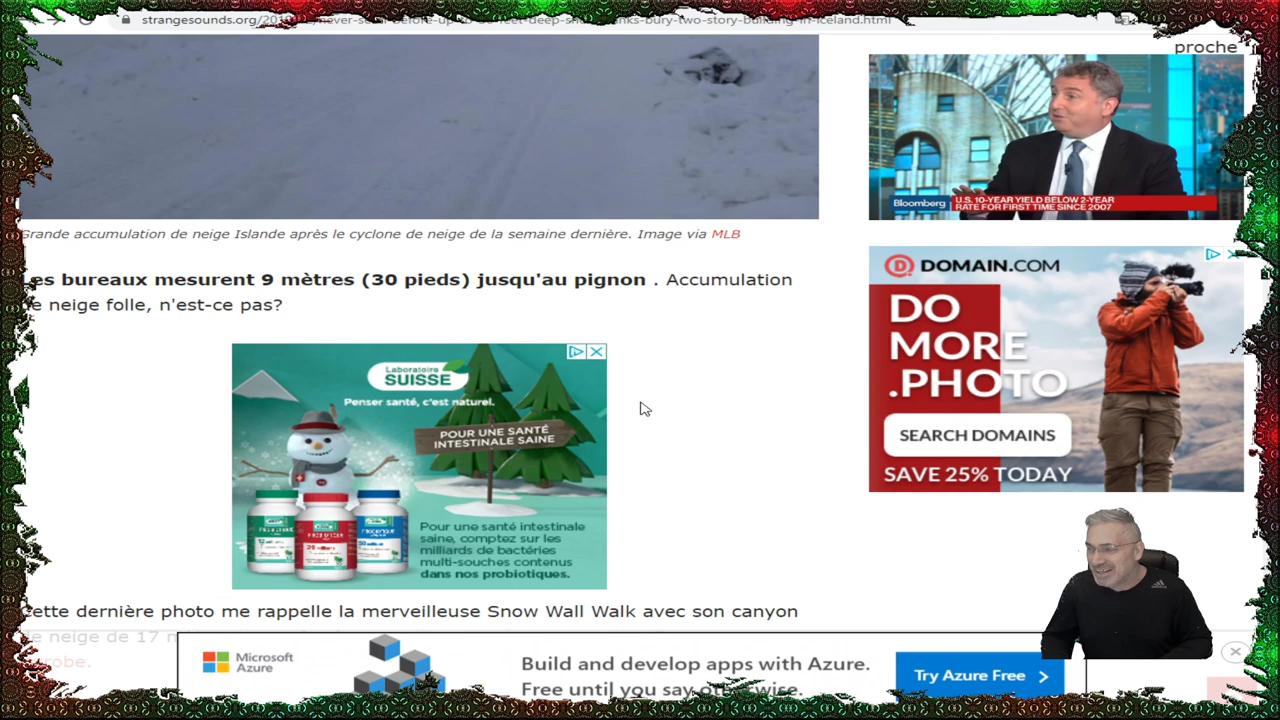 proche
Bloomberg
U.S. 10-YEAR YIELD BELOW 2-YEAR
RATE FOR FIRST TIME SINCE 2007
Grande accumulation de neige Islande après le cyclone de neige de la semaine dernière. Image via MLB
es bureaux mesurent 9 mètres (30 pieds) jusqu'au pignon . Accumulation
e neige folle, n'est-ce pas?
DOMAIN.COM
DO
MORE
.PHOTO
SEARCH DOMAINS
SAVE 25% TODAY
Laboratoire
SUISSE
Penser santé, c'est naturel.
POUR UNE SANTÉ
INTESTINALE SAINE
Pour une santé intestinale
saine, comptez sur les
milliards de bactéries
multi-souches contenus
dans nos probiotiques.
ette dernière photo me rappelle la merveilleuse Snow Wall Walk avec son canyon
e neige de 17 m
Microsoft
Azure
Build and develop apps with Azure.
Free until you say otherwise.
Try Azure Free